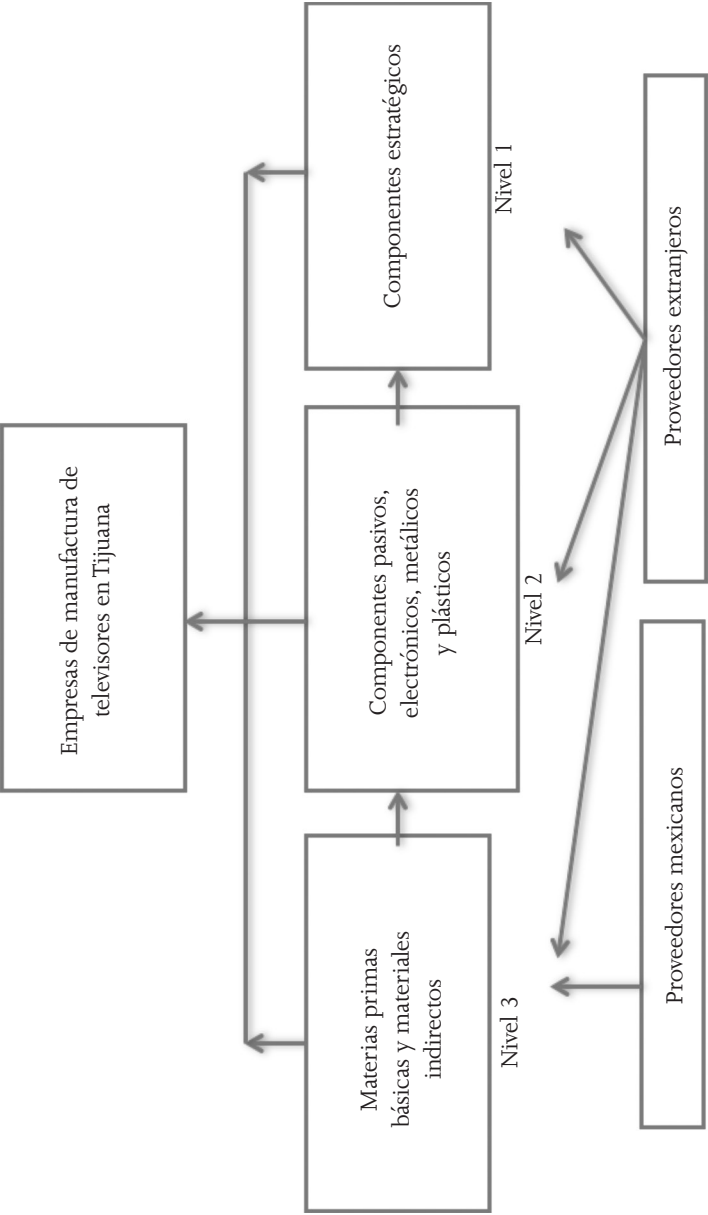 Empresas de manufactura de
televisores en Tijuana
Materias primas
básicas y materiales
indirectos
Nivel 3
Componentes pasivos,
electrónicos, metálicos
y plásticos
Nivel 2
Componentes estratégicos
Nivel 1
Proveedores mexicanos
Proveedores extranjeros